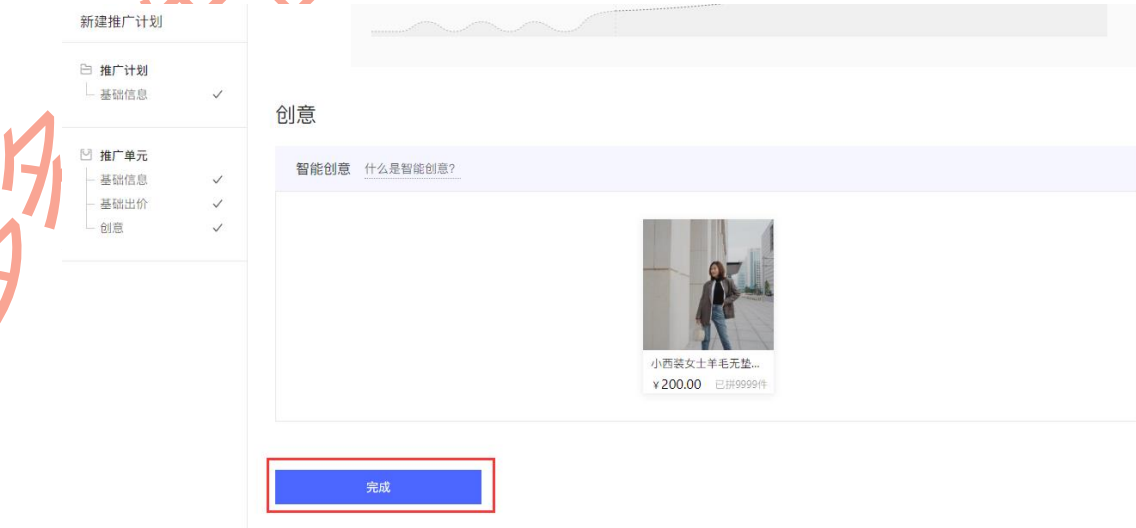 新建推广计划
推广计划
基础信息
推广单元
基础信息
基础出价
创意
创意
智能创意 什么是智能创意?
小西装女士羊毛无垫...
¥200.00 已拼9999件
完成